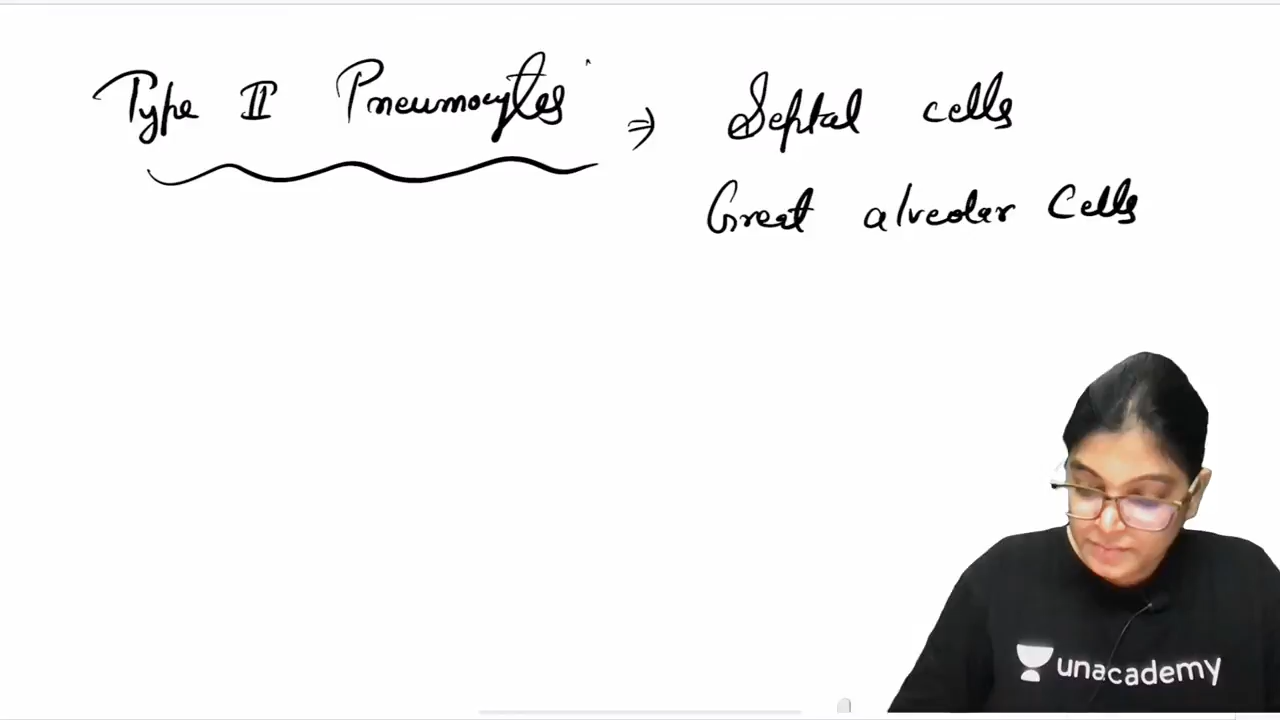 Type II Pneumocytes ⇒ Septal cells
Great alveolar Cells
unacademy